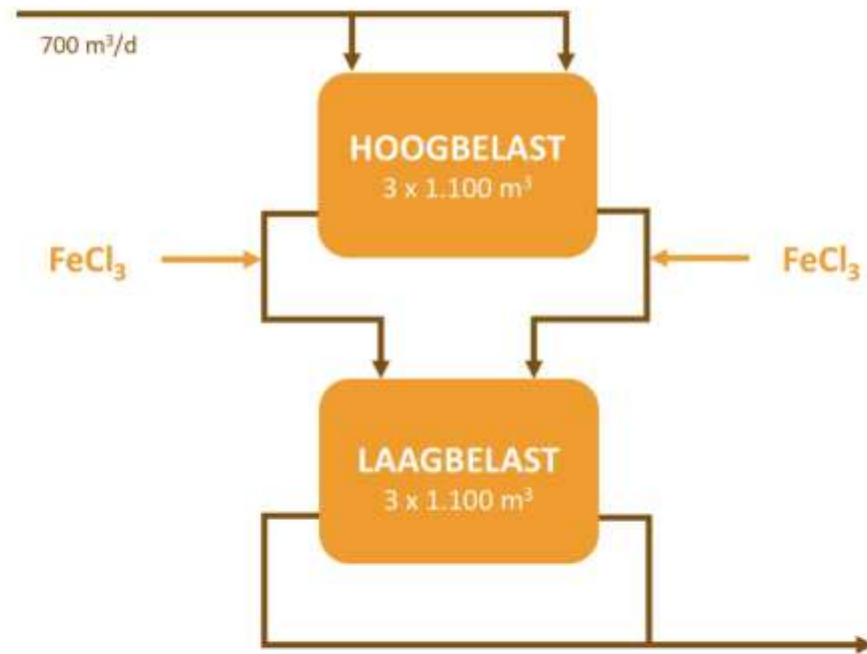 700 m³/d
HOOGBELAST
3 x 1.100 m³
FeCl₃
FeCl₃
LAAGBELAST
3 x 1.100 m³